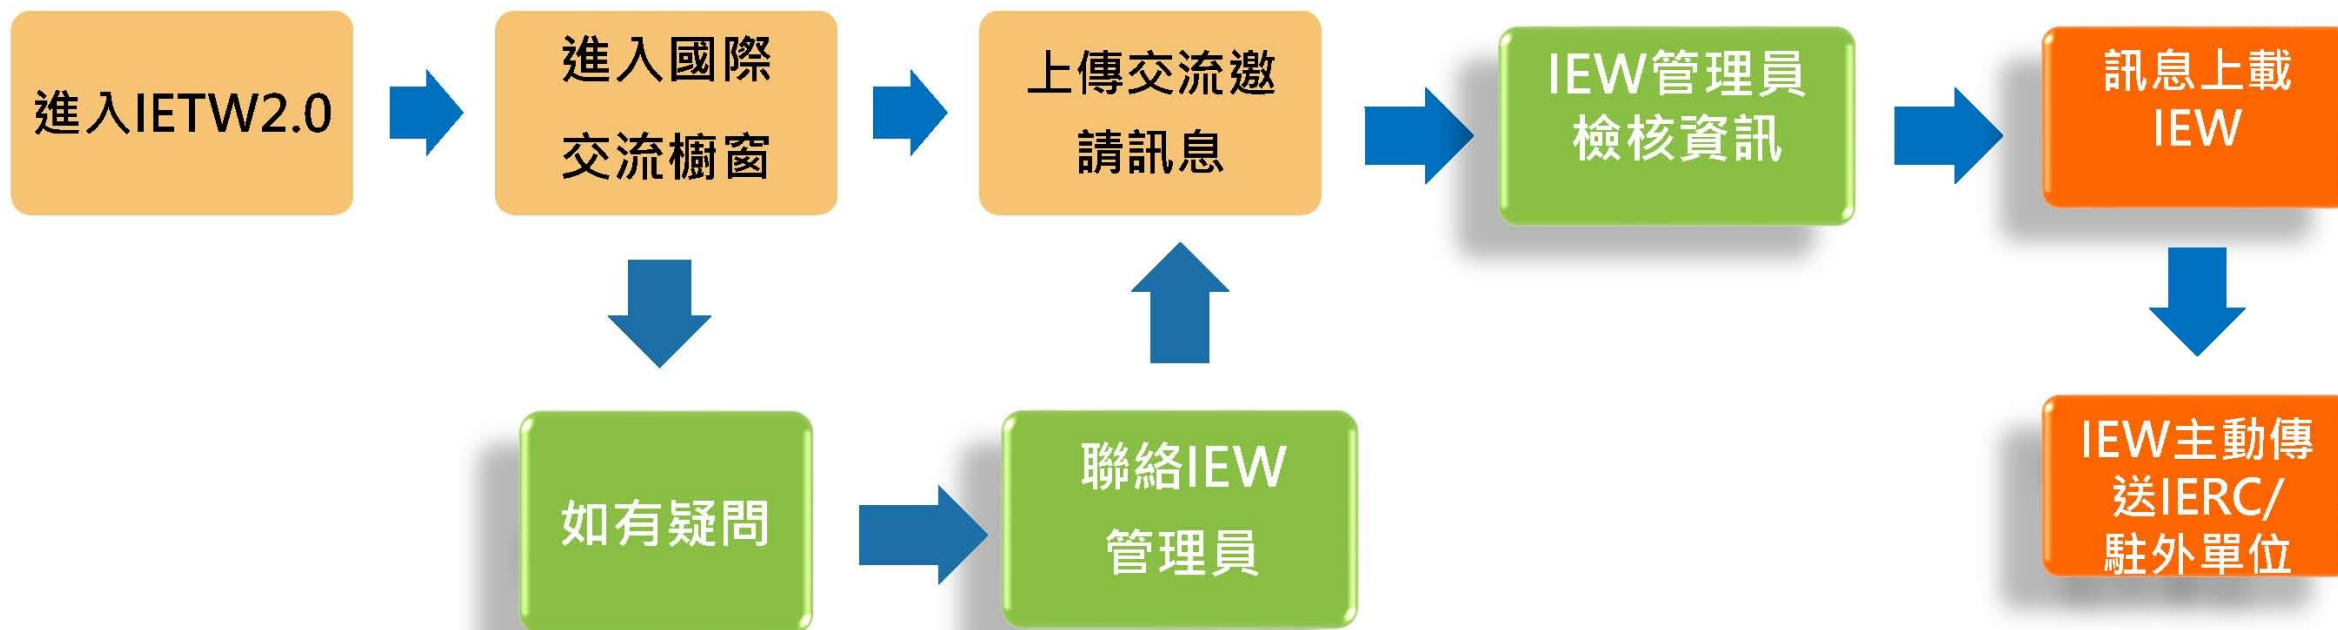 進入IETW2.0
進入國際
交流櫥窗
上傳交流邀
請訊息
IEW管理員
檢核資訊
訊息上載
IEW
如有疑問
聯絡IEW
管理員
IEW主動傳
送IERC/
駐外單位